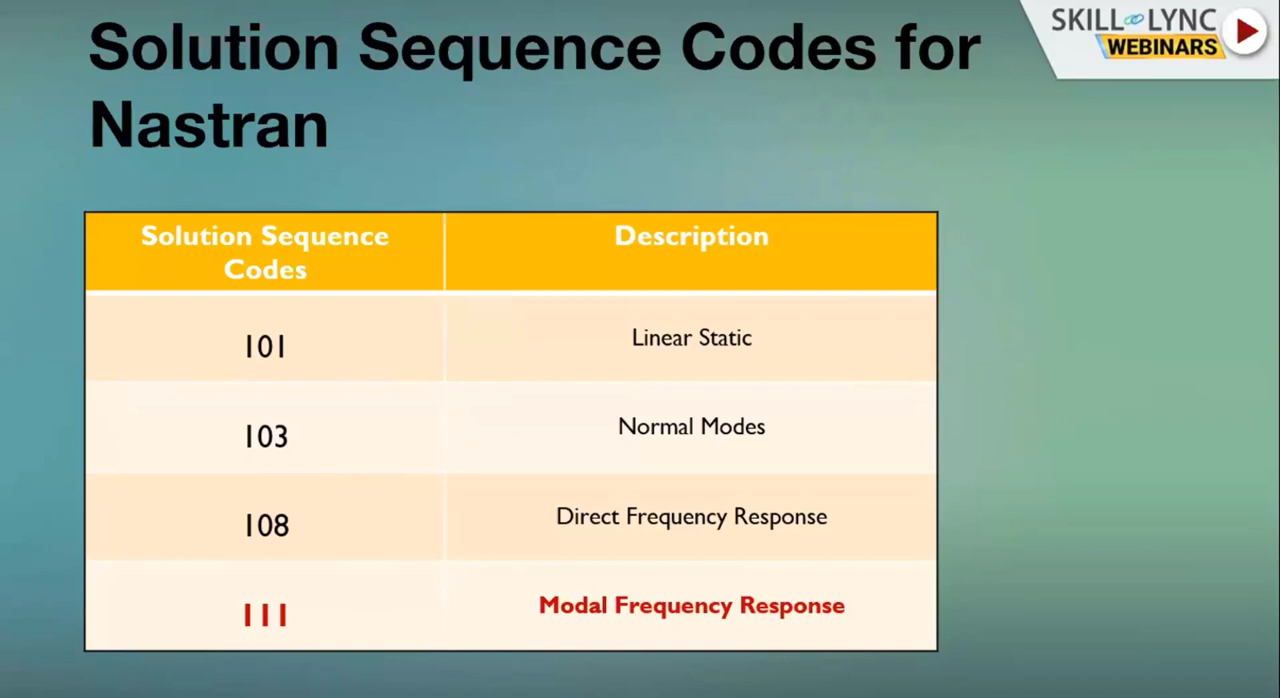 Solution Sequence Codes for
Nastran
SKILL LYNC
WEBINARS
Solution Sequence
Codes
Description
101
Linear Static
103
Normal Modes
108
Direct Frequency Response
111
Modal Frequency Response